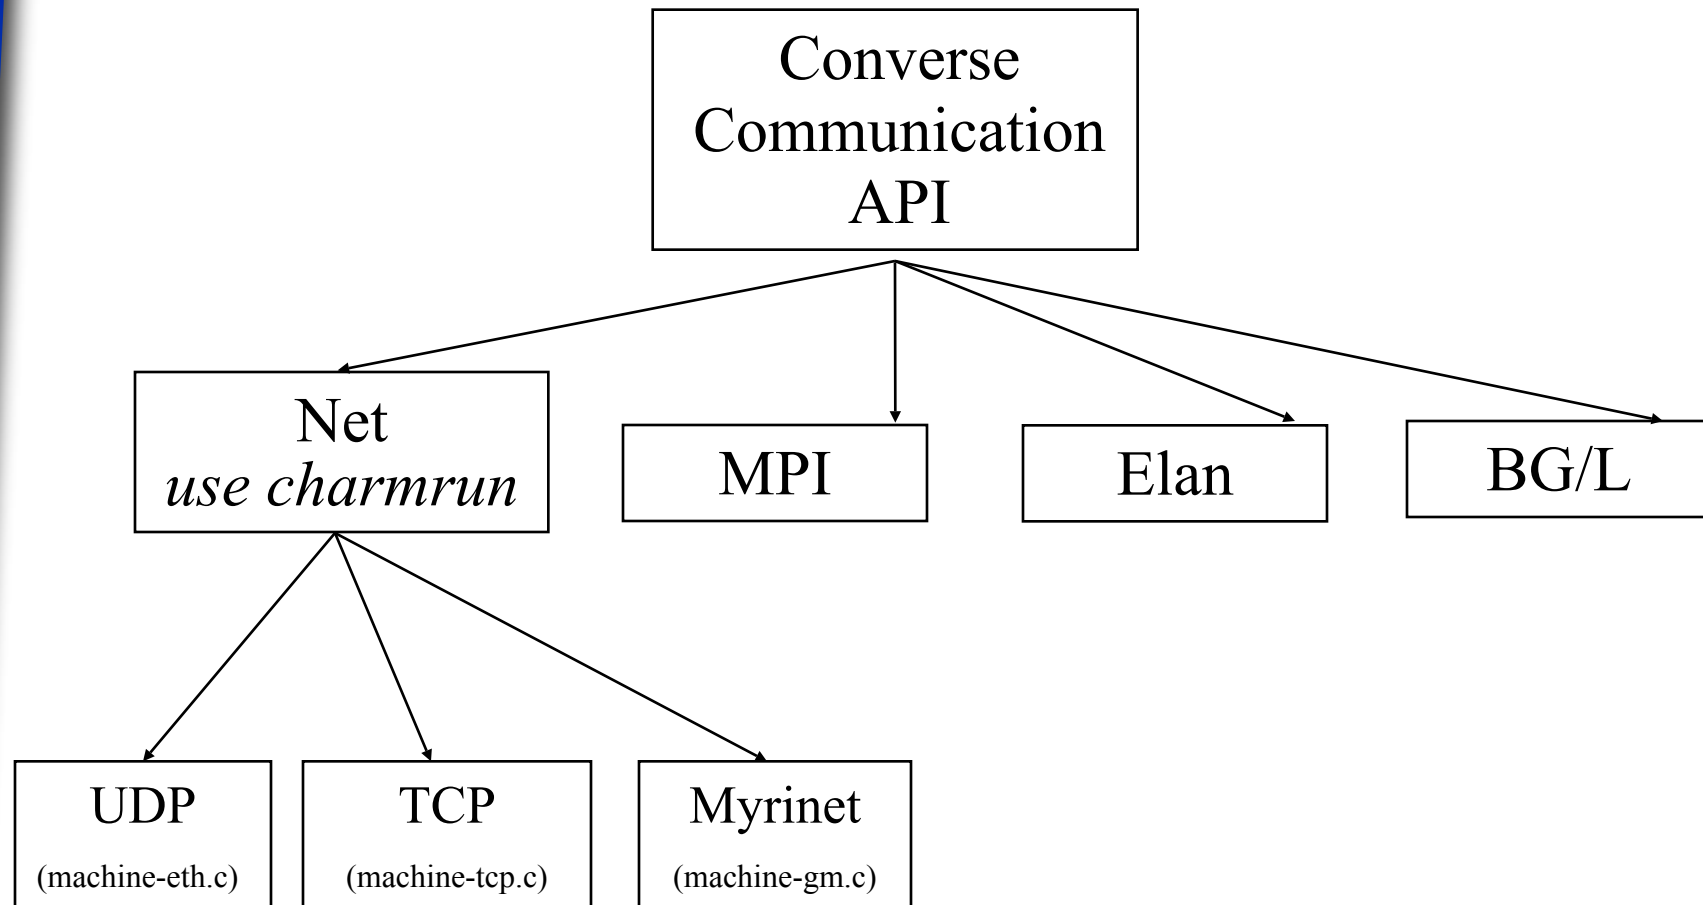 Converse
Communication
API
Net
use charmrun
MPI
Elan
BG/L
UDP
(machine-eth.c)
TCP
(machine-tcp.c)
Myrinet
(machine-gm.c)